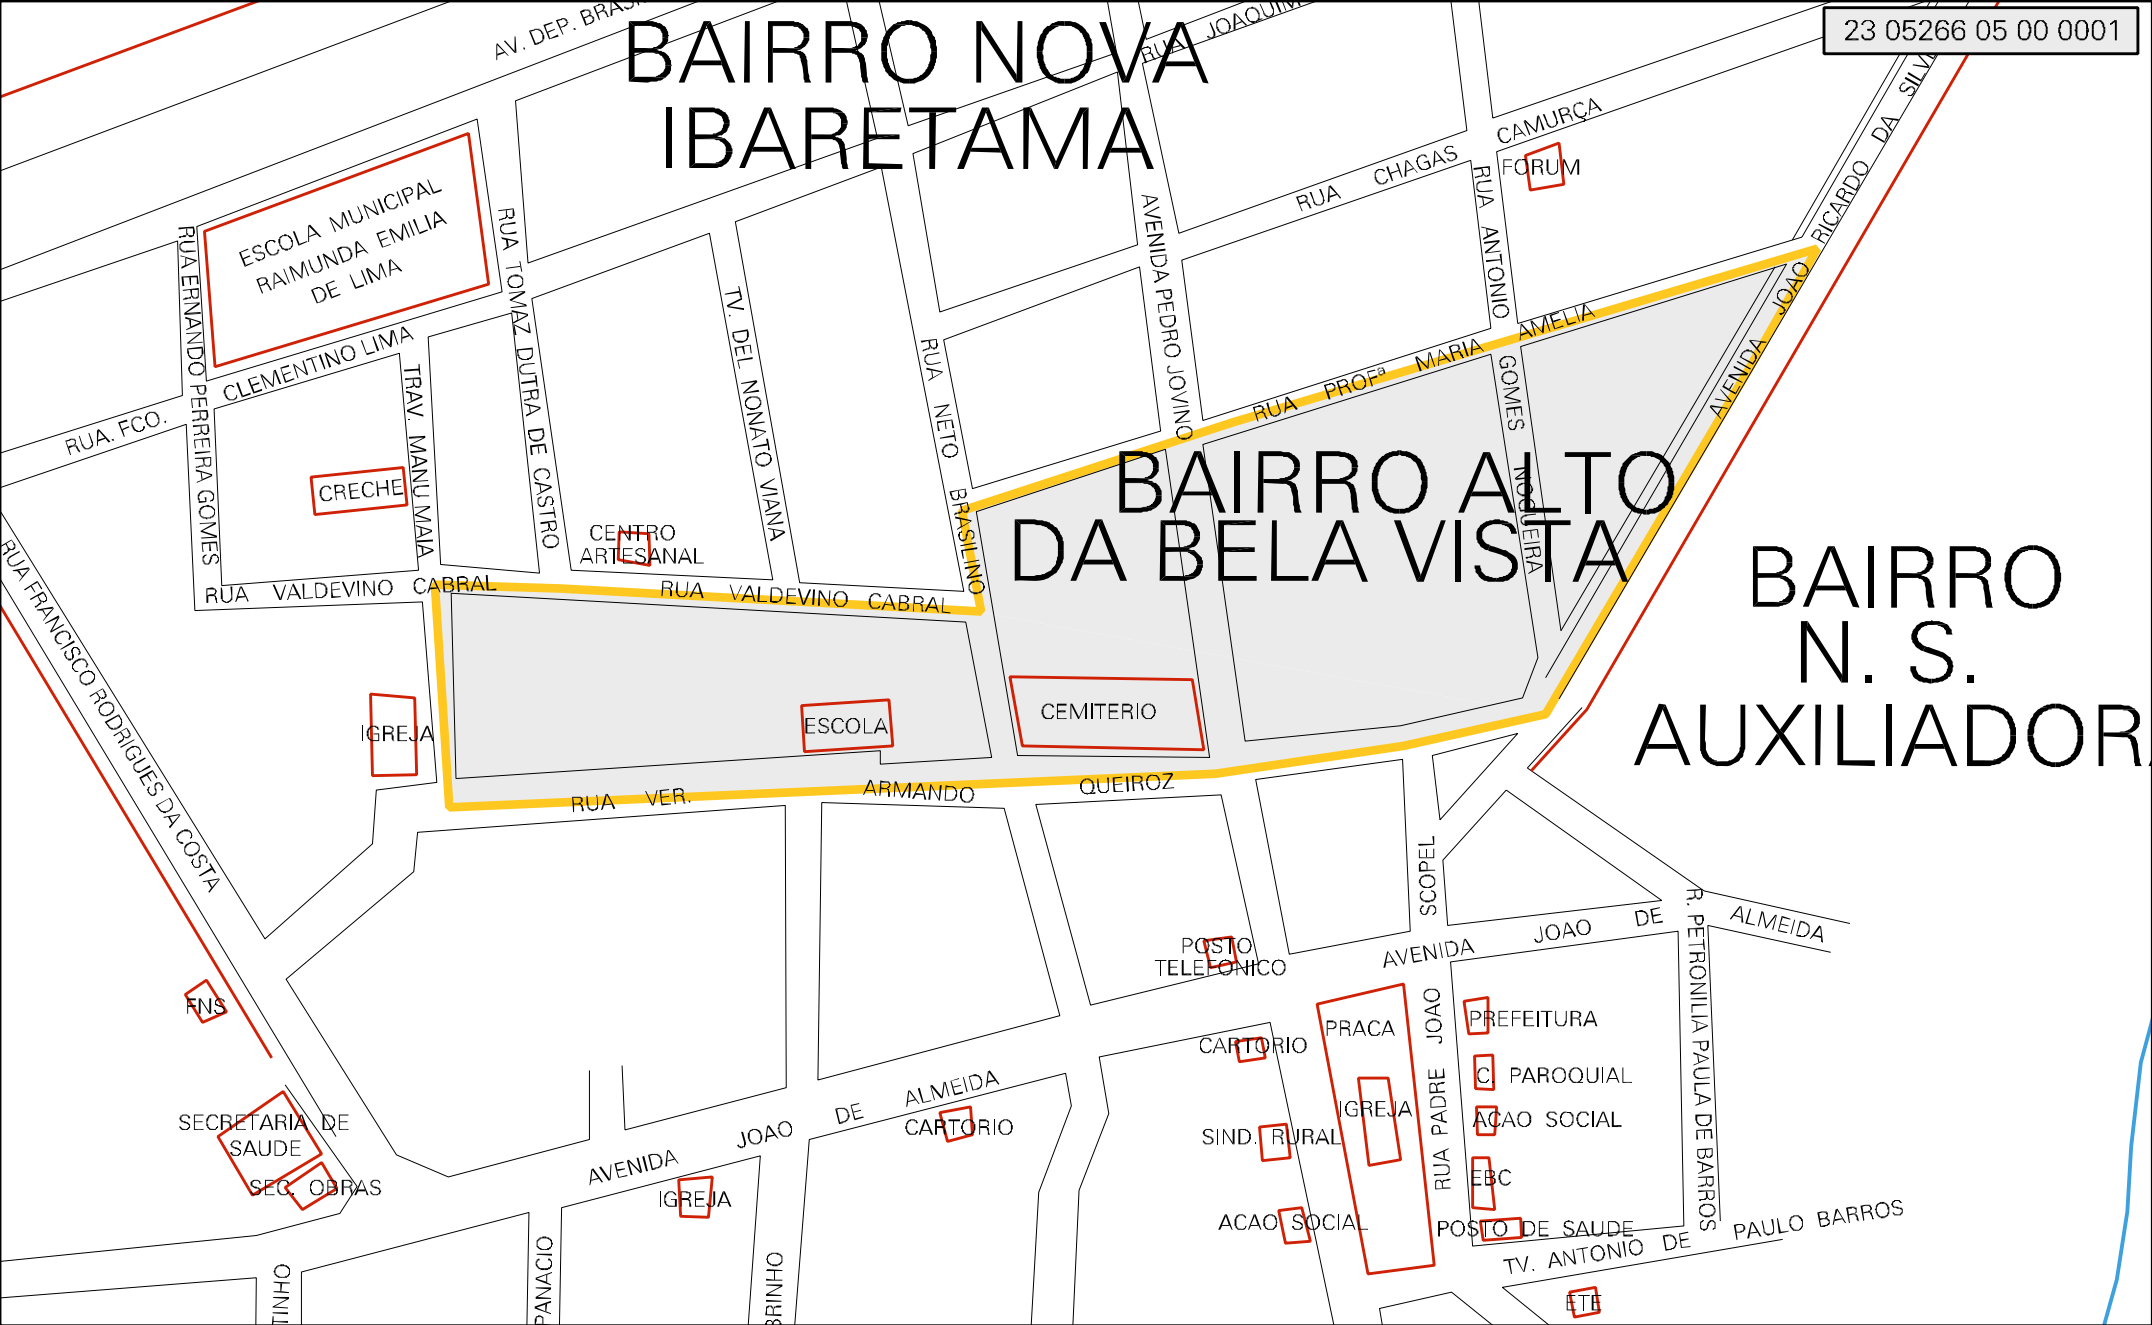 23 05266 05 00 0001
AV. DEP.
BAIRRO NOVA
IBARETAMA
RUA JOAQUIM
RUA CHAGAS CAMURÇA
FORUM
AVENIDA JOAO RICARDO DA
ESCOLA MUNICIPAL
RAIMUNDA EMILIA
DE LIMA
RUA ERNANDO PERREIRA GOMES
RUA TOMAZ DUTRA DE CASTRO
RUA. FCO. CLEMENTINO LIMA
TRAV. MANU MAIA
TV. DEL NONATO VIANA
RUA NETO BRASILINO
AVENIDA PEDRO JOVINO
RUA ANTONIO GOMES NOGUEIRA
RUA PROFª MARIA AMELIA
CRECHE
CENTRO
ARTESANAL
BAIRRO ALTO
DA BELA VISTA
BAIRRO
N. S.
AUXILIADORA
RUA VALDEVINO CABRAL
RUA VALDEVINO CABRAL
RUA FRANCISCO RODRIGUES DA COSTA
IGREJA
ESCOLA
CEMITERIO
RUA VER. ARMANDO QUEIROZ
RUA PADRE JOAO SCOPEL
POSTO
TELEFONICO
AVENIDA JOAO DE ALMEIDA
R. PETRONILIA PAULA DE BARROS
FNS
PRACA
PREFEITURA
CARTORIO
C. PAROQUIAL
IGREJA
ACAO SOCIAL
SECRETARIA DE
SAUDE
SEC. OBRAS
AVENIDA JOAO DE ALMEIDA
CARTORIO
SIND. RURAL
EBC
IGREJA
ACAO SOCIAL
POSTO DE SAUDE
TV. ANTONIO DE PAULO BARROS
ETE
TINHO
PANACIO
BRINHO